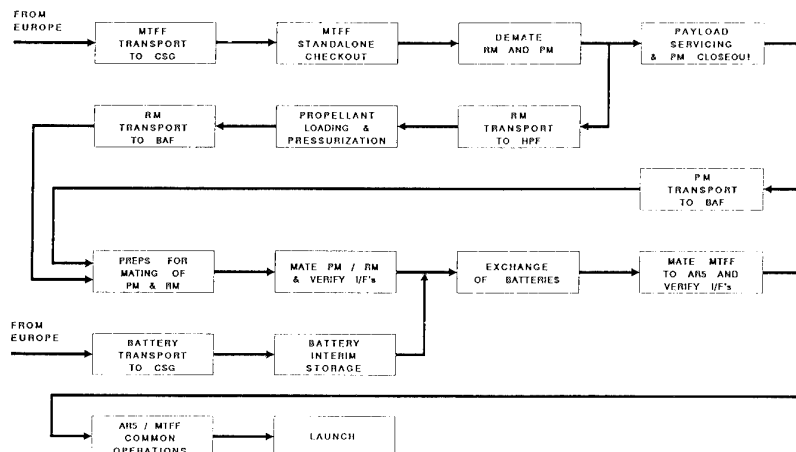 FROM
EUROPE
MTFF
TRANSPORT
TO CSG
MTFF
STANDALONE
CHECKOUT
DEMATE
RM AND PM
PAYLOAD
SERVICING
& PM CLOSEOUT
RM
TRANSPORT
TO BAF
PROPELLANT
LOADING &
PRESSURIZATION
RM
TRANSPORT
TO HPF
PM
TRANSPORT
TO BAF
PREPS FOR
MATING OF
PM & RM
MATE PM / RM
& VERIFY I/F's
EXCHANGE
OF BATTERIES
MATE MTFF
TO AR5 AND
VERIFY I/F's
FROM
EUROPE
BATTERY
TRANSPORT
TO CSG
BATTERY
INTERIM
STORAGE
AR5 / MTFF
COMMON
OPERATIONS
LAUNCH